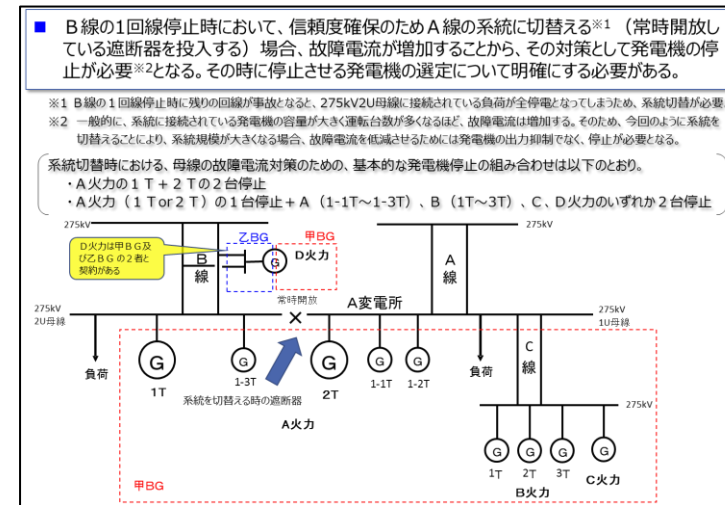 ■ B線の1回線停止時において、信頼度確保のためA線の系統に切替える※1 (常時開放し
ている遮断器を投入する) 場合、故障電流が増加することから、その対策として発電機の停
止が必要※2となる。その時に停止させる発電機の選定について明確にする必要がある。
※1 B線の1回線停止時に残りの回線が事故となると、275kV2U母線に接続されている負荷が全停電となってしまうため、系統切替が必要
※2 一般的に、系統に接続されている発電機の容量が大きく運転台数が多くなるほど、故障電流は増加する。そのため、今回のように系統を
切替えることにより、系統規模が大きくなる場合、故障電流を低減させるためには発電機の出力抑制でなく、停止が必要となる。
系統切替時における、母線の故障電流対策のための、基本的な発電機停止の組み合わせは以下のとおり。
・A火力の1T+2Tの2台停止
・A火力 (1Tor2T) の1台停止+A (1-1T~1-3T)、B (1T~3T)、C、D火力のいずれか2台停止
275kV
275kV
D火力は甲BG及
び乙BGの2者と
契約がある
乙BG
甲BG
G
D火力
B
線
A
線
常時開放
A変電所
275kV
2U母線
275kV
1U母線
負荷
G
1T
G
1-3T
G
2T
G
1-1T
G
1-2T
負荷
C
線
系統を切替える時の遮断器
A火力
275kV
G
1T
G
2T
G
3T
G
C火力
B火力
甲BG